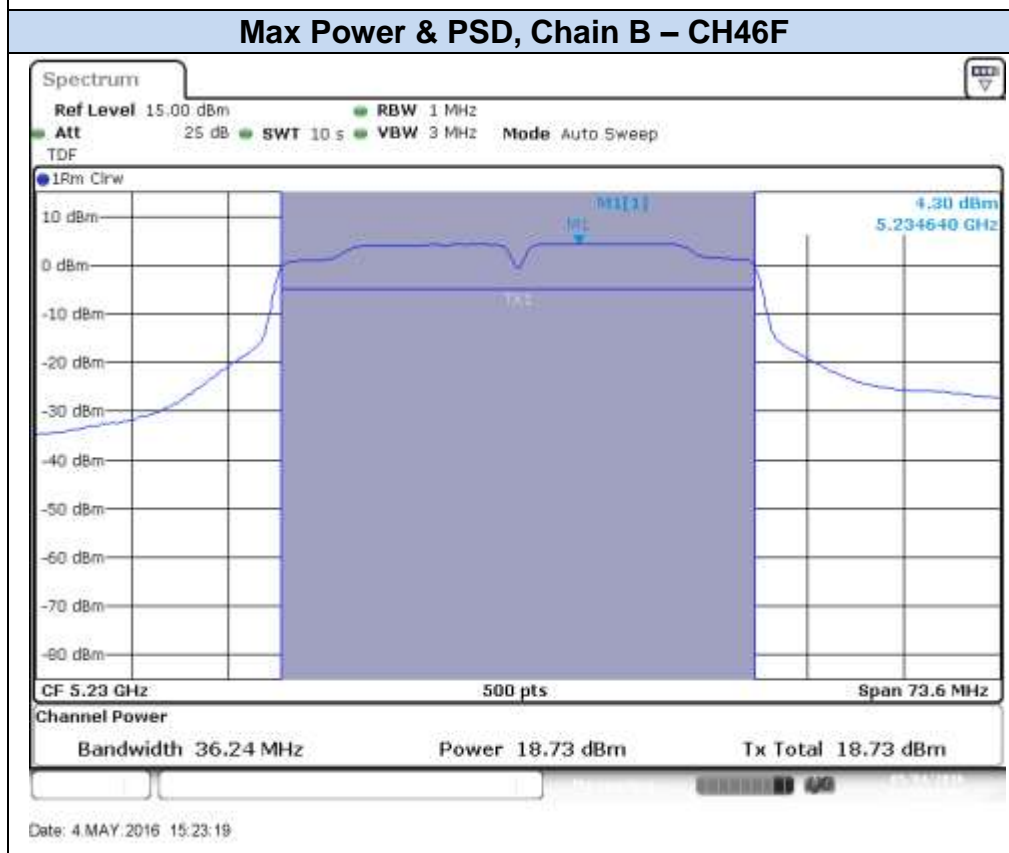 Max Power & PSD, Chain B – CH46F
Spectrum
Ref Level 15.00 dBm RBW 1 MHz
Att 25 dB SWT 10 s VBW 3 MHz Mode Auto Sweep
TDF
1Rm Clrw
M1[1] 4.30 dBm
5.234640 GHz
M1
10 dBm
0 dBm
-10 dBm
-20 dBm
-30 dBm
-40 dBm
-50 dBm
-60 dBm
-70 dBm
-80 dBm
CF 5.23 GHz 500 pts Span 73.6 MHz
Channel Power
Bandwidth 36.24 MHz Power 18.73 dBm Tx Total 18.73 dBm
Date: 4.MAY.2016 15:23:19